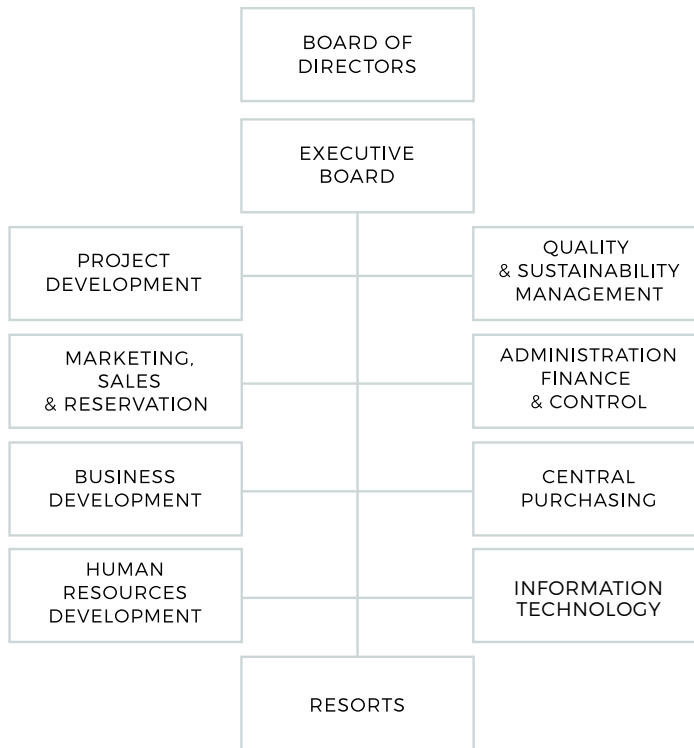 BOARD OF
DIRECTORS
EXECUTIVE
BOARD
PROJECT
DEVELOPMENT
QUALITY
& SUSTAINABILITY
MANAGEMENT
MARKETING,
SALES
& RESERVATION
ADMINISTRATION
FINANCE
& CONTROL
BUSINESS
DEVELOPMENT
CENTRAL
PURCHASING
HUMAN
RESOURCES
DEVELOPMENT
INFORMATION
TECHNOLOGY
RESORTS